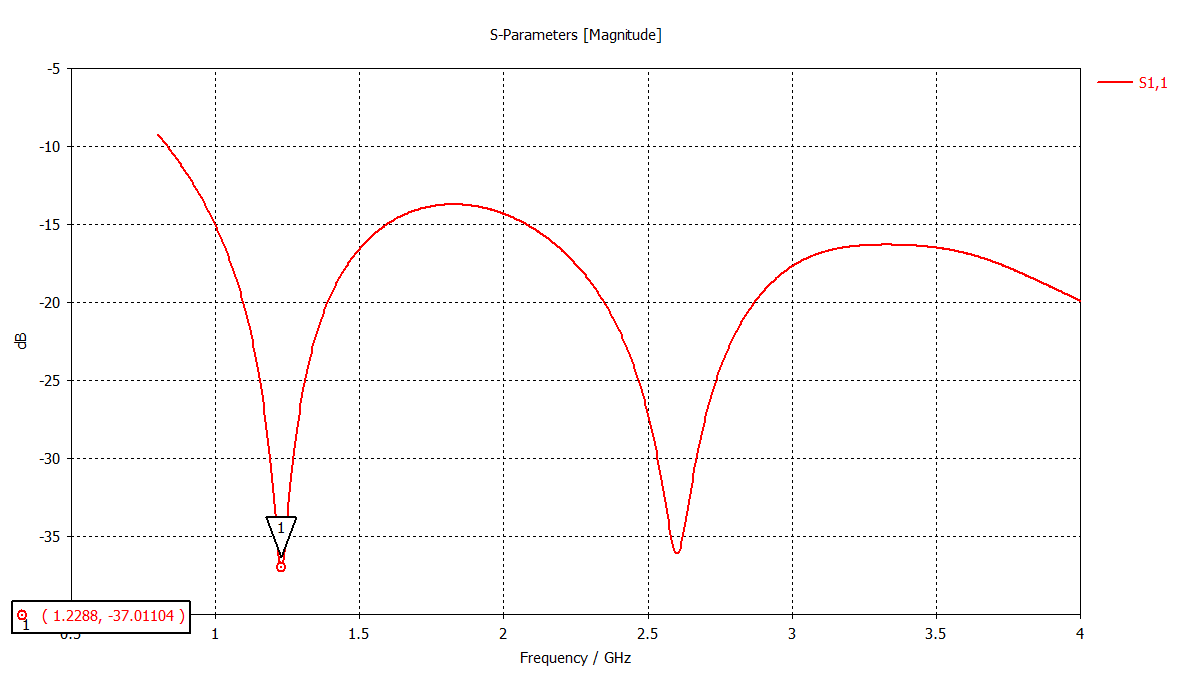 S-Parameters [Magnitude]
S1,1
-5
-10
-15
-20
-25
-30
-35
dB
1
1 ( 1.2288, -37.01104 )
0.5 1 1.5 2 2.5 3 3.5 4
Frequency / GHz